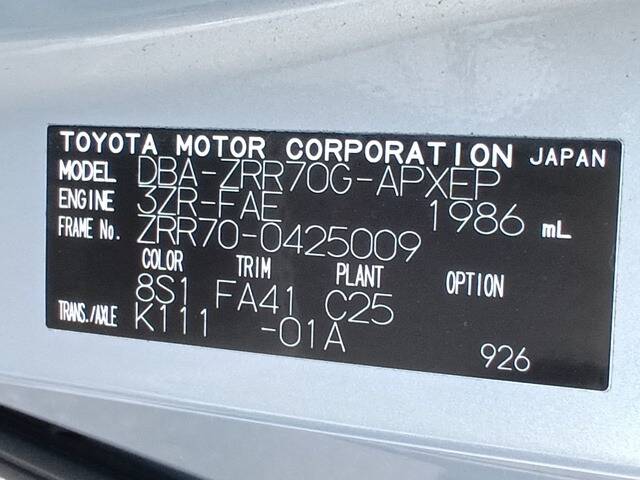 TOYOTA MOTOR CORPORATION JAPAN
MODEL DBA-ZRR70G-APXEP
ENGINE 3ZR-FAE 1986 mL
FRAME No. ZRR70-0425009
COLOR TRIM PLANT OPTION
8S1 FA41 C25
TRANS./AXLE K111 -01A
926